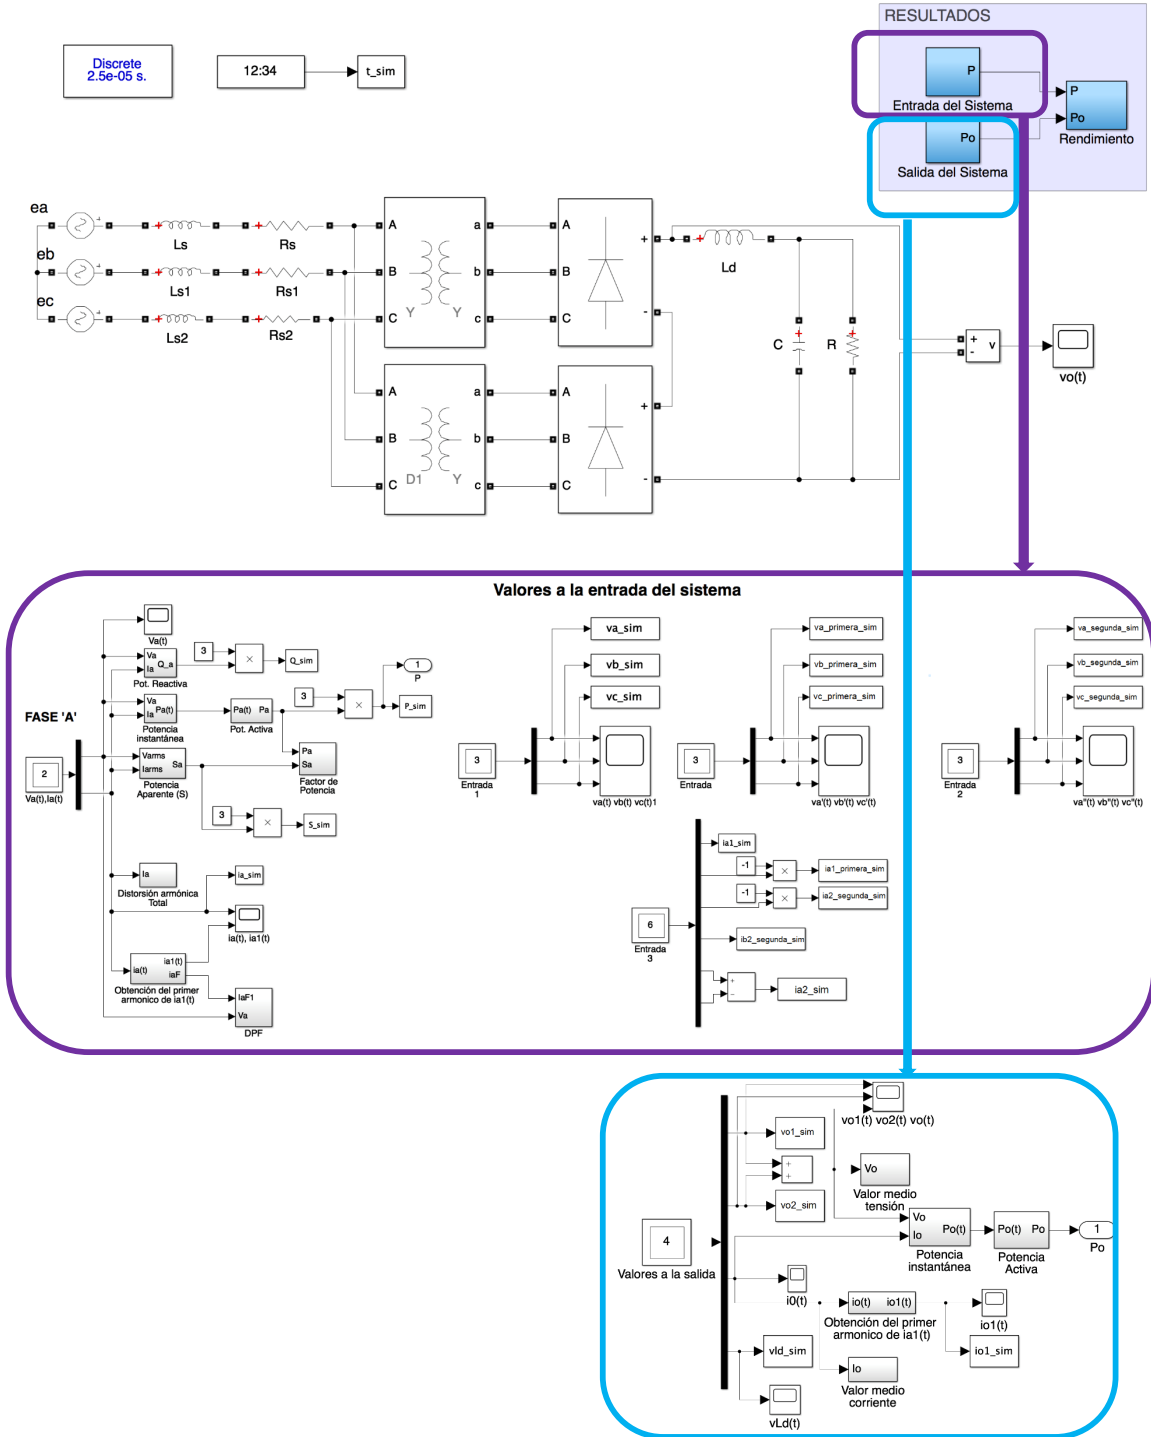 RESULTADOS
Discrete
2.5e-05 s.
12:34
t_sim
P
Entrada del Sistema
P
Po
Rendimiento
Po
Salida del Sistema
ea
Ls
Rs
eb
Ls1
Rs1
ec
Ls2
Rs2
A
B
C
a
b
c
Y
Y
A
B
C
+
-
Ld
C
R
+
-
v
vo(t)
A
B
C
a
b
c
D1
Y
A
B
C
+
-
Valores a la entrada del sistema
FASE 'A'
2
Va(t),Ia(t)
Va(t)
Va
Ia
Q_a
Pot. Reactiva
3
×
Q_sim
Va
Ia
Pa(t)
Potencia
instantánea
Pa(t)
Pa
Pot. Activa
3
×
1
P
P_sim
Varms
Iarms
Sa
Potencia
Aparente (S)
Pa
Sa
Factor de
Potencia
3
×
S_sim
Ia
Distorsión armónica
Total
ia_sim
ia(t), ia1(t)
ia(t)
ia1(t)
iaF
Obtención del primer
armonico de ia1(t)
IaF1
Va
DPF
3
Entrada
1
va_sim
vb_sim
vc_sim
va(t) vb(t) vc(t)1
3
Entrada
va_primera_sim
vb_primera_sim
vc_primera_sim
va'(t) vb'(t) vc'(t)
3
Entrada
2
va_segunda_sim
vb_segunda_sim
vc_segunda_sim
va"(t) vb"(t) vc"(t)
6
Entrada
3
ia1_sim
-1
×
ia1_primera_sim
-1
×
ia2_segunda_sim
ib2_segunda_sim
+
−
ia2_sim
4
Valores a la salida
vo1(t) vo2(t) vo(t)
vo1_sim
+
+
vo2_sim
Vo
Valor medio
tensión
Vo
Io
Po(t)
Potencia
instantánea
Po(t)
Po
Potencia
Activa
1
Po
i0(t)
io(t)
io1(t)
Obtención del primer
armonico de ia1(t)
io1(t)
io1_sim
vld_sim
Io
Valor medio
corriente
vLd(t)